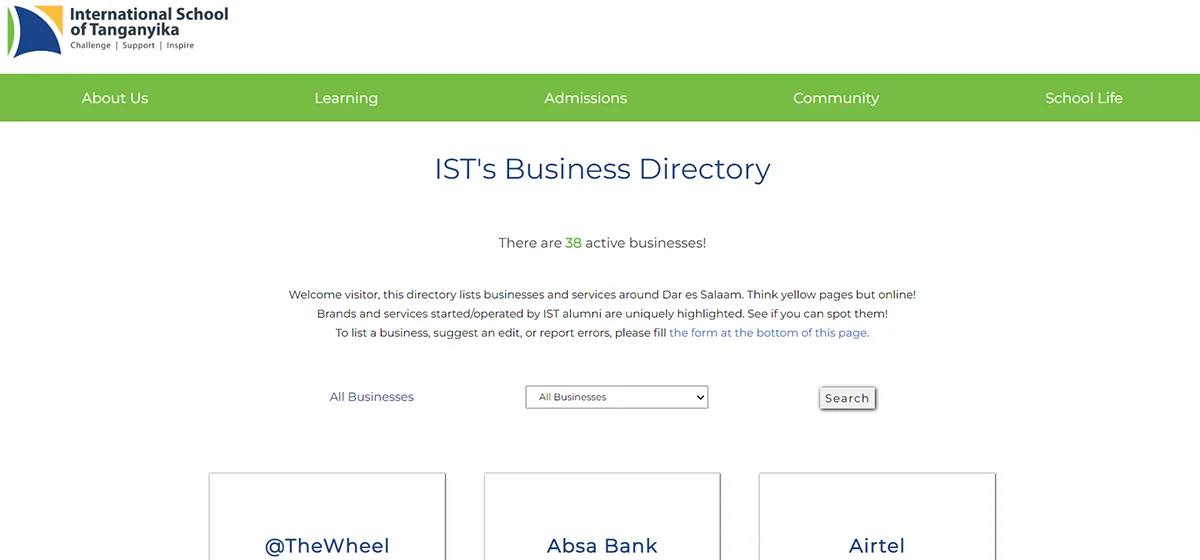 International School
of Tanganyika
Challenge | Support | Inspire
About Us
Learning
Admissions
Community
School Life
IST's Business Directory
There are 38 active businesses!
Welcome visitor, this directory lists businesses and services around Dar es Salaam. Think yellow pages but online!
Brands and services started/operated by IST alumni are uniquely highlighted. See if you can spot them!
To list a business, suggest an edit, or report errors, please fill the form at the bottom of this page.
All Businesses
All Businesses
Search
@TheWheel
Absa Bank
Airtel